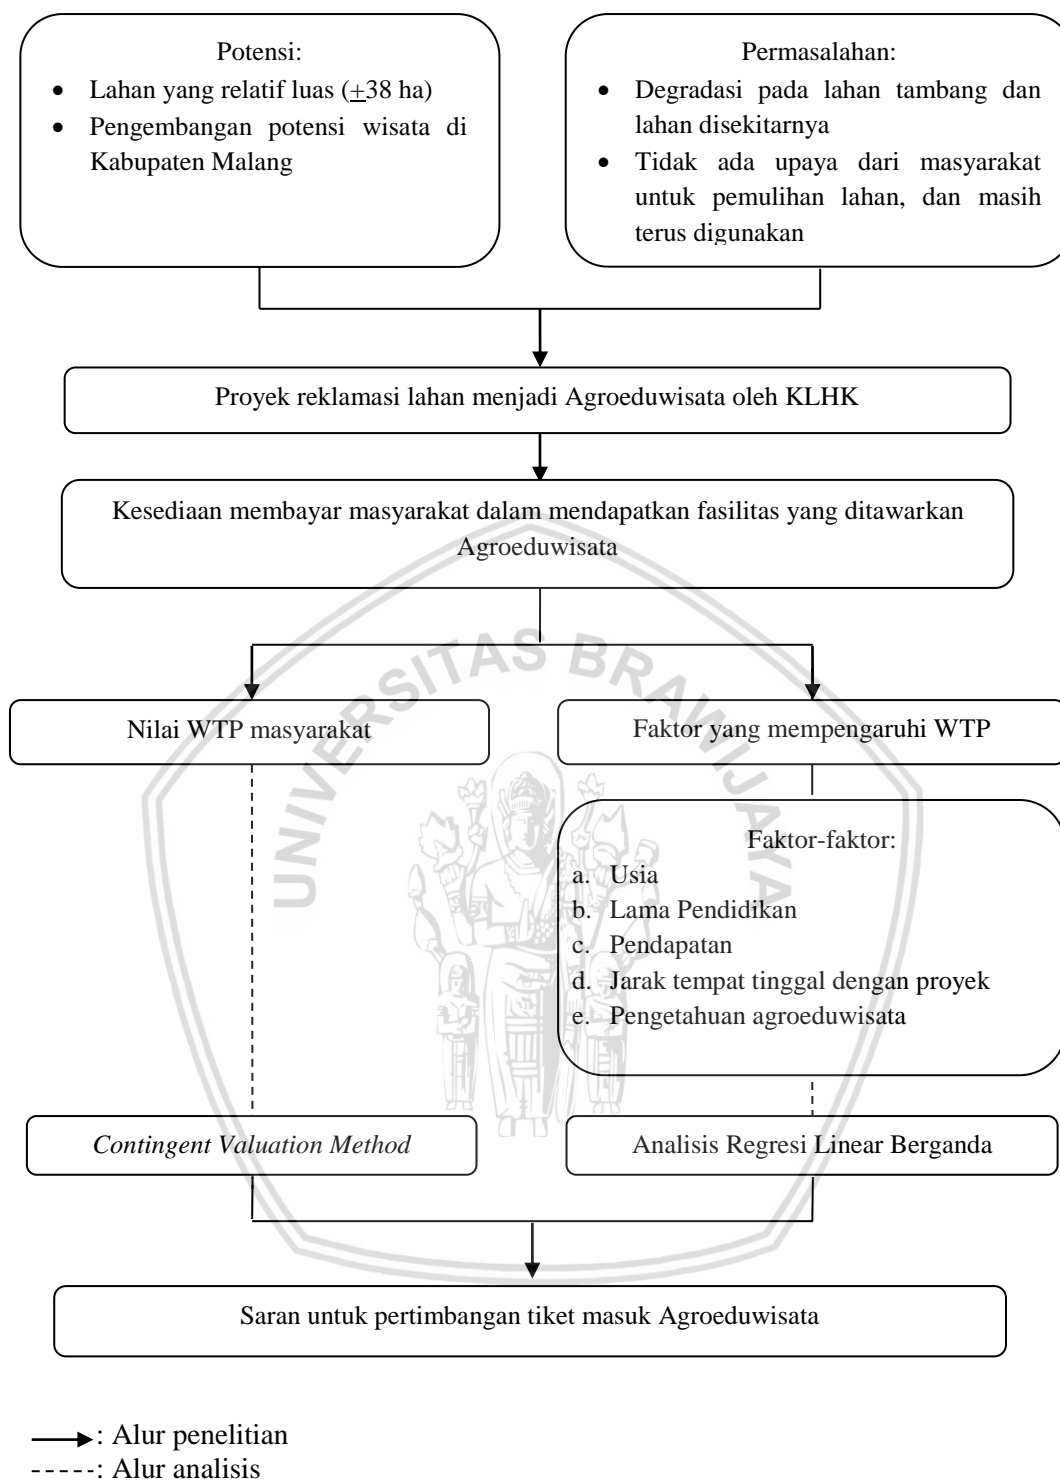 Potensi:
• Lahan yang relatif luas (±38 ha)
• Pengembangan potensi wisata di
Kabupaten Malang
Permasalahan:
• Degradasi pada lahan tambang dan
lahan disekitarnya
• Tidak ada upaya dari masyarakat
untuk pemulihan lahan, dan masih
terus digunakan
Proyek reklamasi lahan menjadi Agroeduwisata oleh KLHK
Kesediaan membayar masyarakat dalam mendapatkan fasilitas yang ditawarkan
Agroeduwisata
UNIVERSITAS BRAWIJAYA
Nilai WTP masyarakat
Faktor yang mempengaruhi WTP
Faktor-faktor:
a. Usia
b. Lama Pendidikan
c. Pendapatan
d. Jarak tempat tinggal dengan proyek
e. Pengetahuan agroeduwisata
Contingent Valuation Method
Analisis Regresi Linear Berganda
Saran untuk pertimbangan tiket masuk Agroeduwisata
: Alur penelitian
: Alur analisis